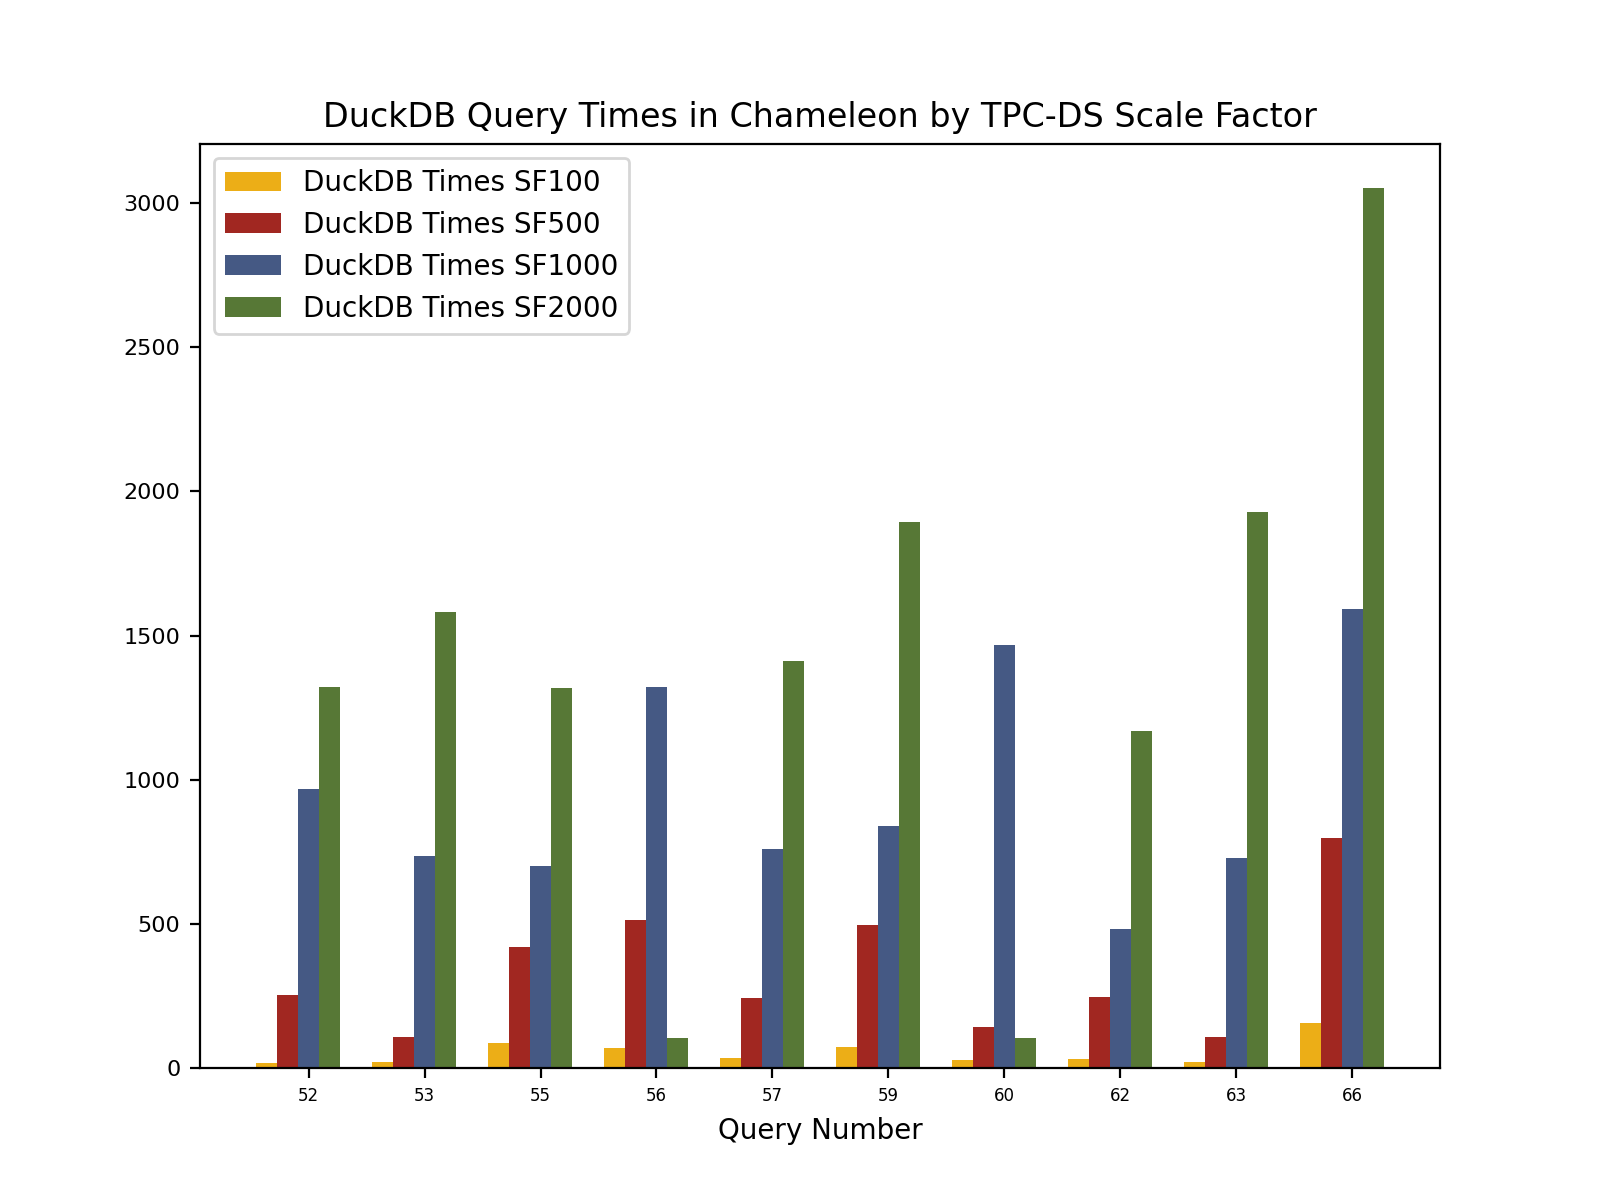 DuckDB Query Times in Chameleon by TPC-DS Scale Factor
DuckDB Times SF100
DuckDB Times SF500
DuckDB Times SF1000
DuckDB Times SF2000
3000
2500
2000
1500
1000
500
0
52 53 55 56 57 59 60 62 63 66
Query Number